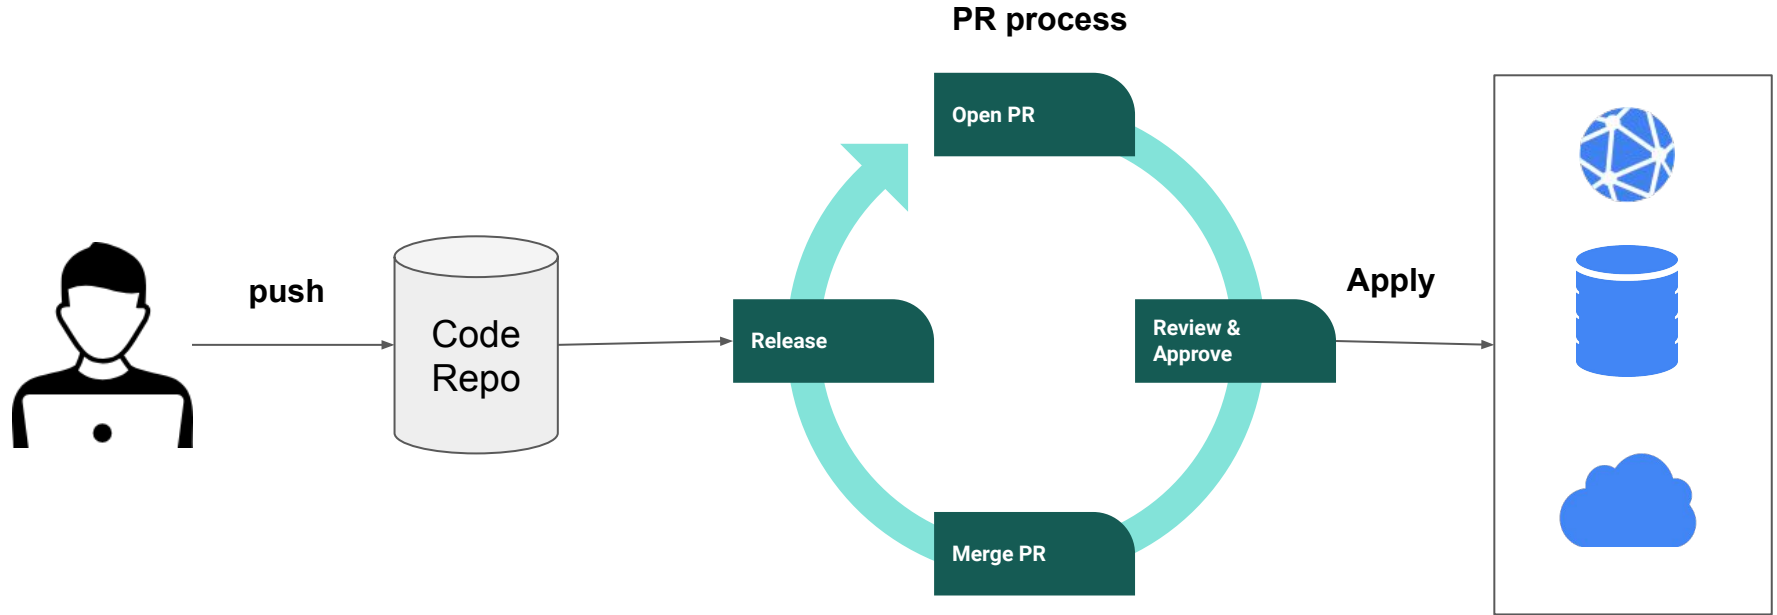 PR process
Open PR
push
Code
Repo
Release
Review &
Approve
Apply
Merge PR